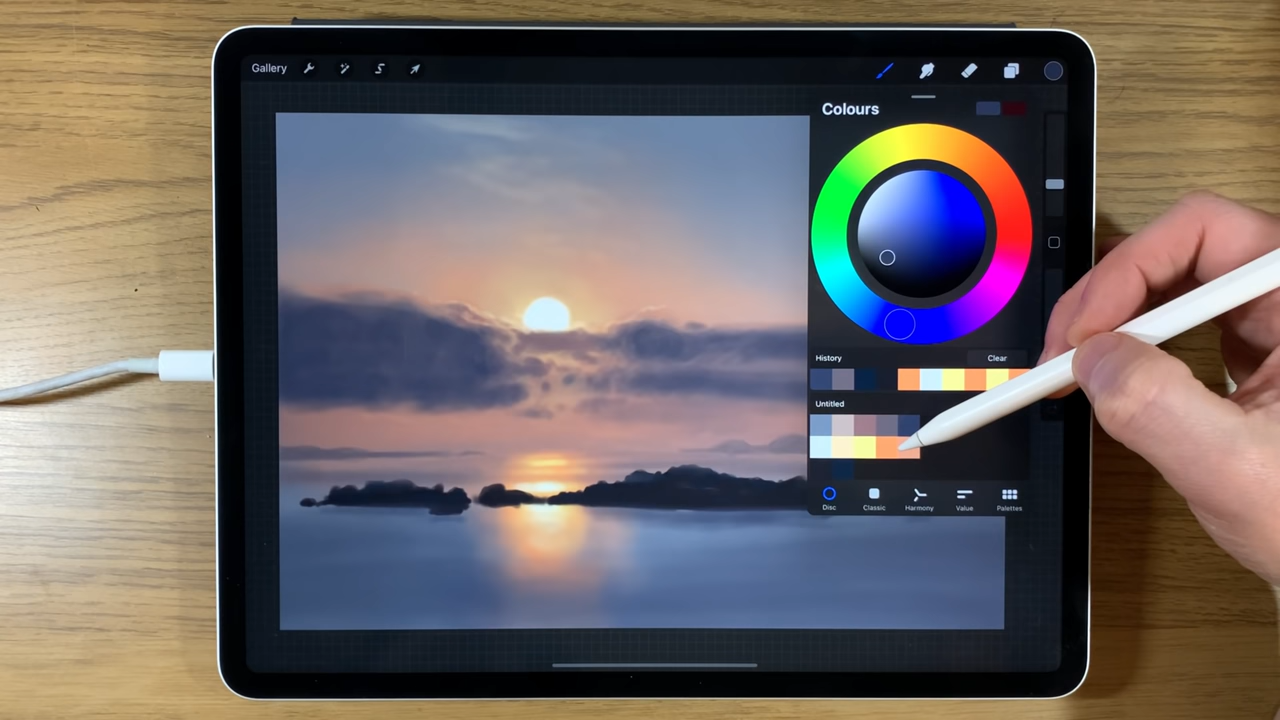 Gallery
Colours
History
Clear
Untitled
Disc
Classic
Harmony
Value
Palettes